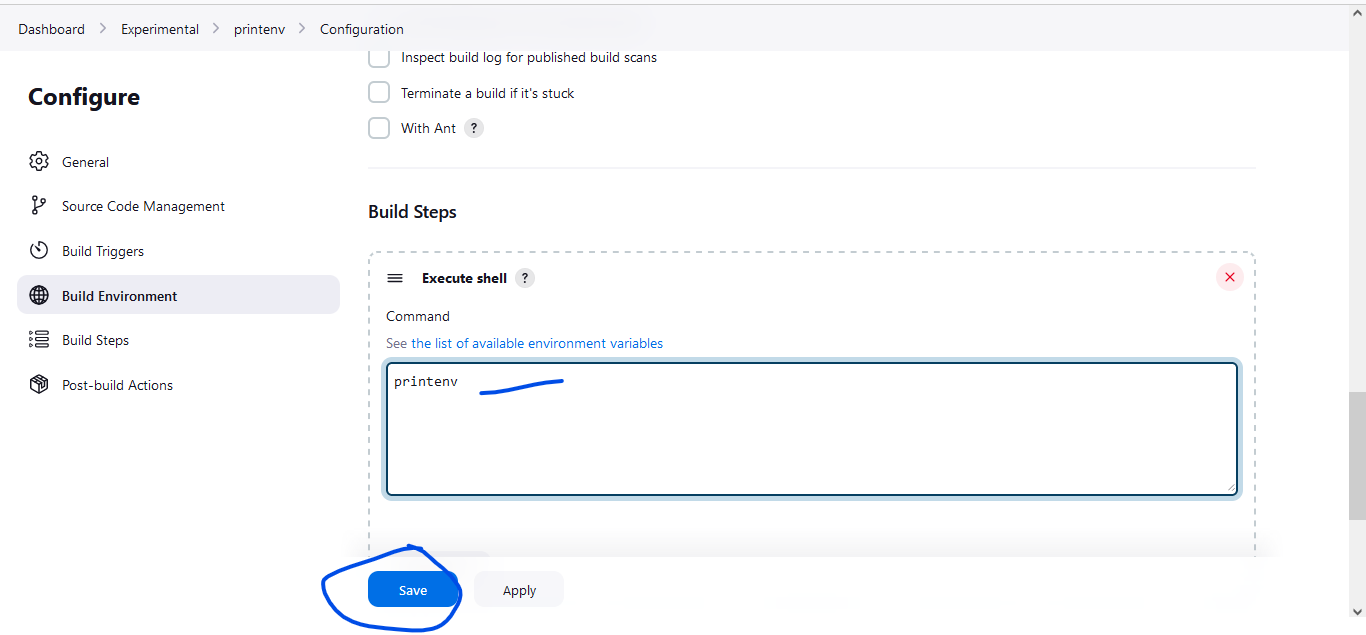 Dashboard > Experimental > printenv > Configuration
Configure
General
Source Code Management
Build Triggers
Build Environment
Build Steps
Post-build Actions
Inspect build log for published build scans
Terminate a build if it's stuck
With Ant ?
Build Steps
Execute shell ?
Command
See the list of available environment variables
printenv
Save
Apply